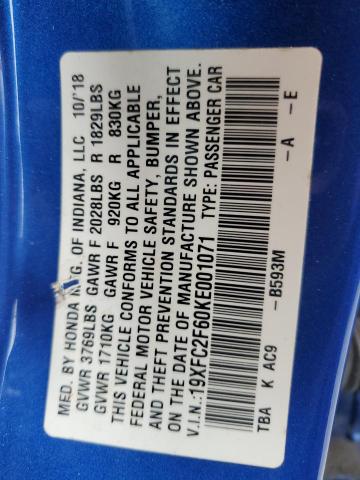 MFD. BY HONDA MFG. OF INDIANA, LLC 10/'18
GVWR 3769LBS GAWR F 2028LBS R 1829LBS
GVWR 1710KG GAWR F 920KG R 830KG
THIS VEHICLE CONFORMS TO ALL APPLICABLE
FEDERAL MOTOR VEHICLE SAFETY, BUMPER,
AND THEFT PREVENTION STANDARDS IN EFFECT
ON THE DATE OF MANUFACTURE SHOWN ABOVE.
V.I.N.:19XFC2F60KE001071 TYPE: PASSENGER CAR
TBA K AC9 -B593M -A -E